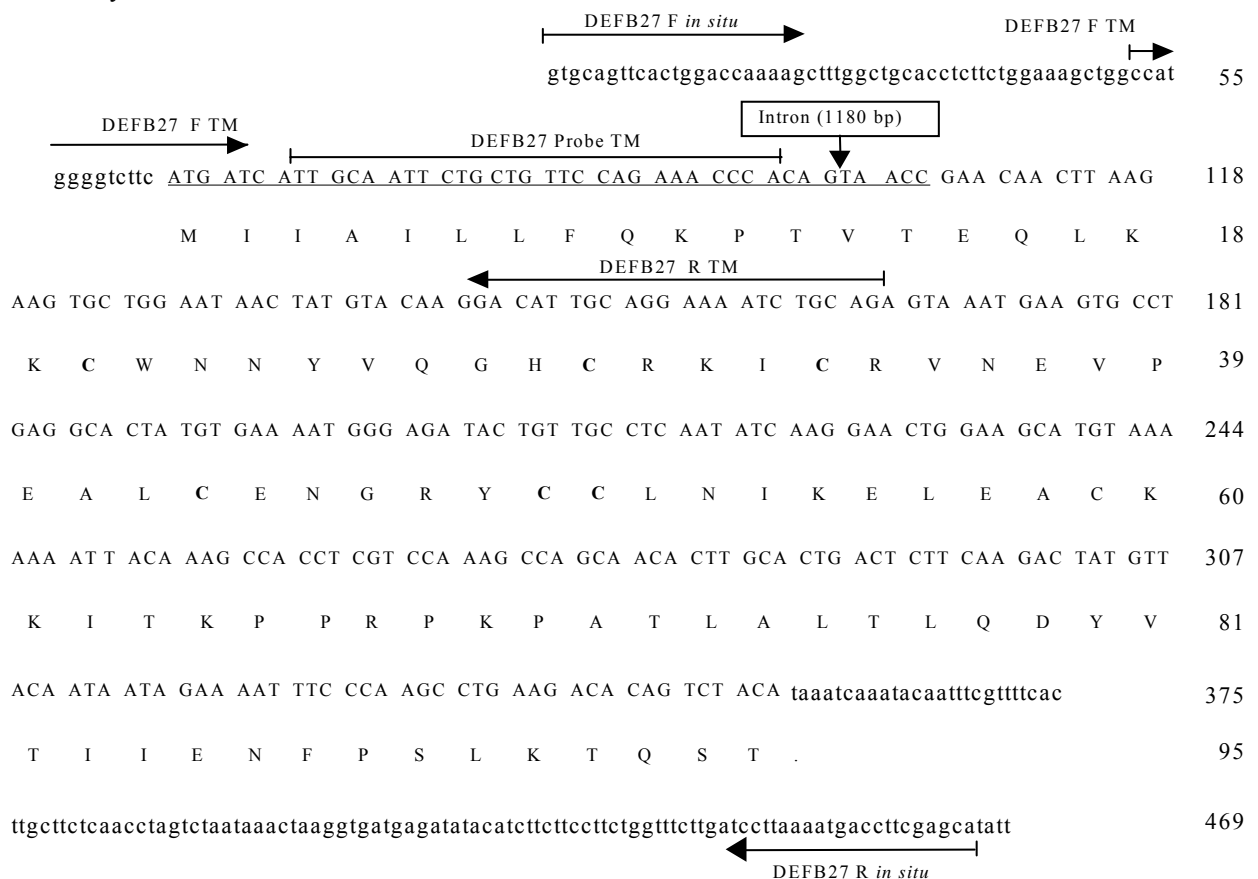 DEFB27 F in situ
DEFB27 F TM
gtgcagttcactggaccaaaagctttggctgcacctcttctggaaagctggccat 55
DEFB27 F TM
DEFB27 Probe TM
Intron (1180 bp)
ggggtcttc ATG ATC ATT GCA ATT CTG CTG TTC CAG AAA CCC ACA GTA ACC GAA CAA CTT AAG 118
M I I A I L L F Q K P T V T E Q L K 18
DEFB27 R TM
AAG TGC TGG AAT AAC TAT GTA CAA GGA CAT TGC AGG AAA ATC TGC AGA GTA AAT GAA GTG CCT 181
K C W N N Y V Q G H C R K I C R V N E V P 39
GAG GCA CTA TGT GAA AAT GGG AGA TAC TGT TGC CTC AAT ATC AAG GAA CTG GAA GCA TGT AAA 244
E A L C E N G R Y C C L N I K E L E A C K 60
AAA ATT ACA AAG CCA CCT CGT CCA AAG CCA GCA ACA CTT GCA CTG ACT CTT CAA GAC TAT GTT 307
K I T K P P R P K P A T L A L T L Q D Y V 81
ACA ATA ATA GAA AAT TTC CCA AGC CTG AAG ACA CAG TCT ACA taaatcaaatacaatttcgttttcac 375
T I I E N F P S L K T Q S T . 95
ttgcttctcaacctagtctaataaactaaggtgatgagatatacatcttcttccttctggtttcttgatccttaaaatgaccttcgagcatatt 469
DEFB27 R in situ